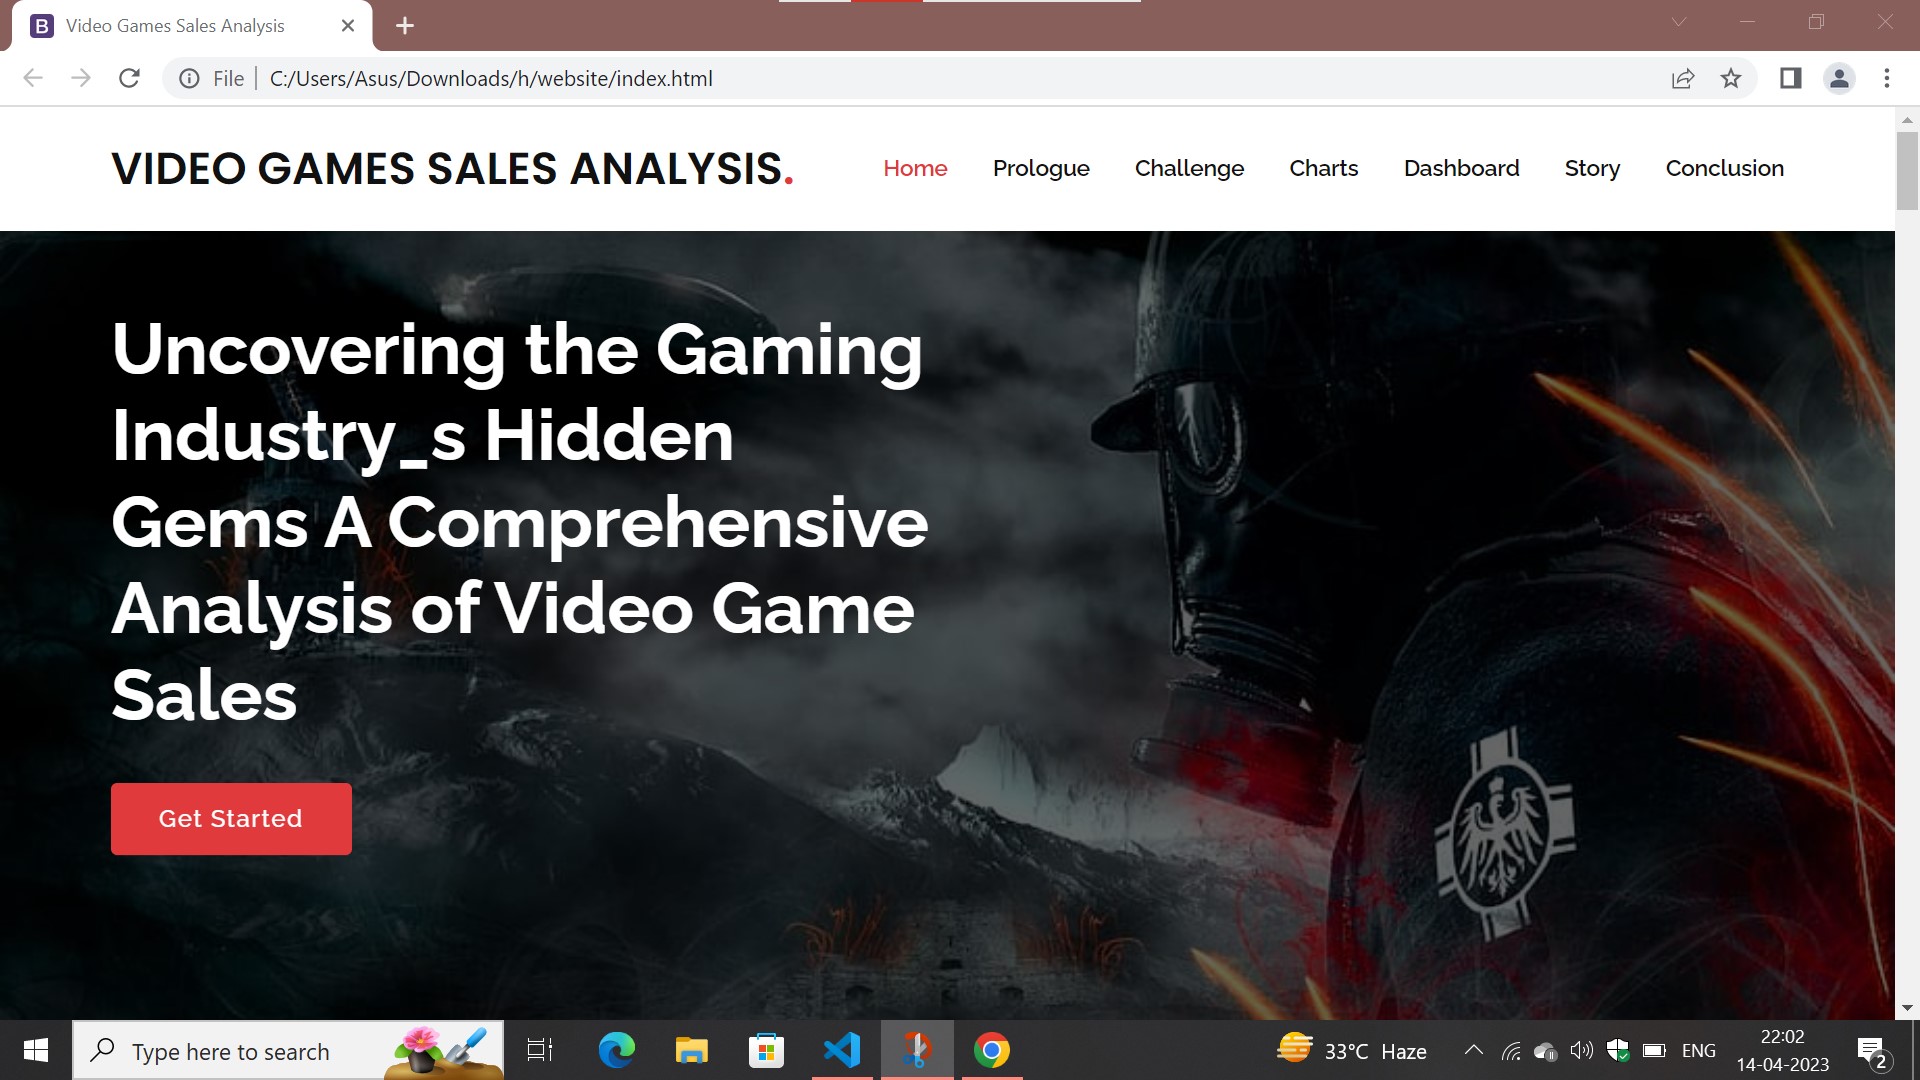 Video Games Sales Analysis
File C:/Users/Asus/Downloads/h/website/index.html
VIDEO GAMES SALES ANALYSIS.
Home Prologue Challenge Charts Dashboard Story Conclusion
Uncovering the Gaming
Industry_s Hidden
Gems A Comprehensive
Analysis of Video Game
Sales
Get Started
Type here to search
33°C Haze
ENG
22:02
14-04-2023
2